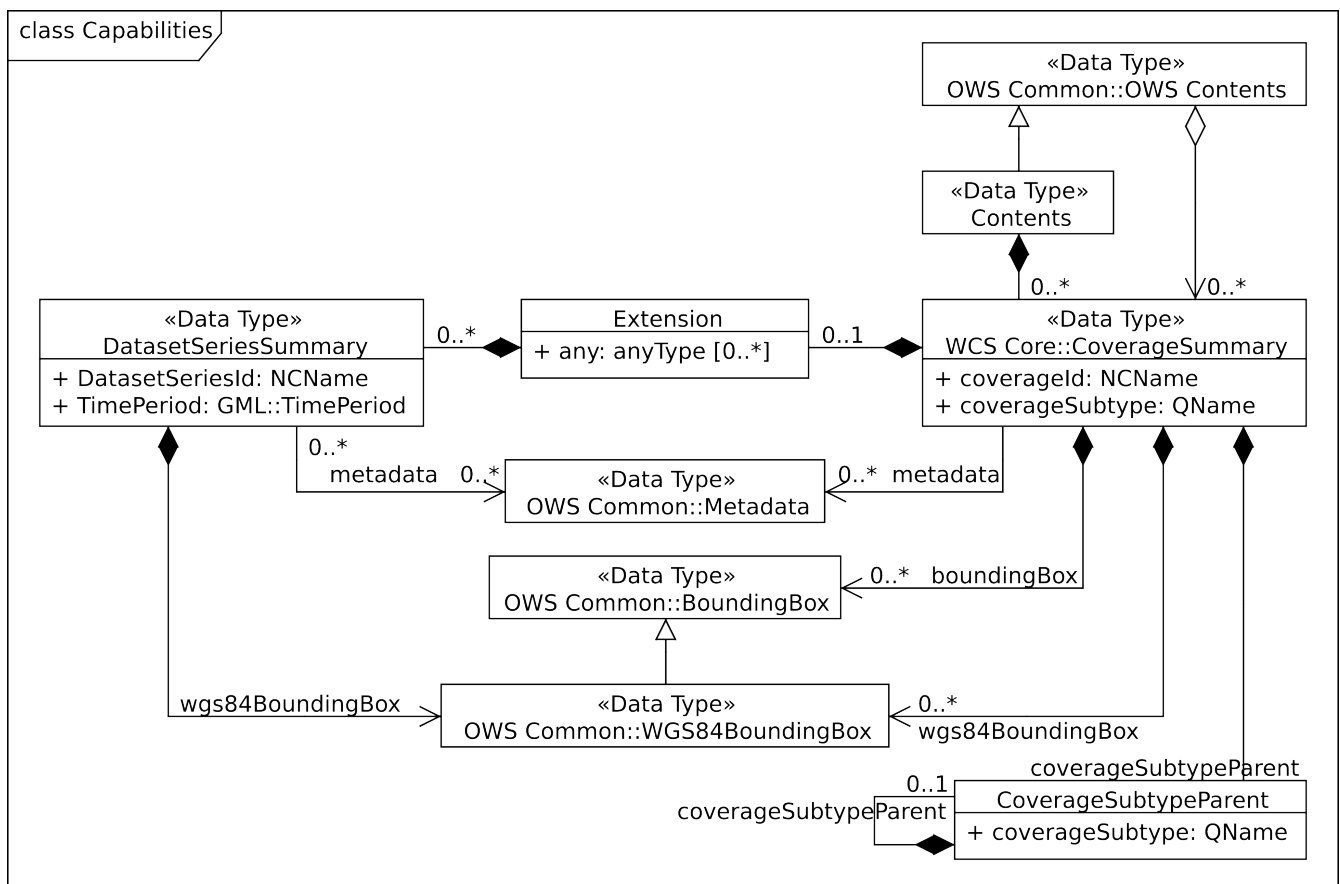 class Capabilities
«Data Type»
OWS Common::OWS Contents
«Data Type»
Contents
0..*
0..*
«Data Type»
DatasetSeriesSummary
+ DatasetSeriesId: NCName
+ TimePeriod: GML::TimePeriod
0..*
Extension
+ any: anyType [0..*]
0..1
«Data Type»
WCS Core::CoverageSummary
+ coverageId: NCName
+ coverageSubtype: QName
0..*
metadata 0..*
«Data Type»
OWS Common::Metadata
0..* metadata
«Data Type»
OWS Common::BoundingBox
0..* boundingBox
wgs84BoundingBox
«Data Type»
OWS Common::WGS84BoundingBox
0..*
wgs84BoundingBox
coverageSubtypeParent
0..1
coverageSubtypeParent
CoverageSubtypeParent
+ coverageSubtype: QName